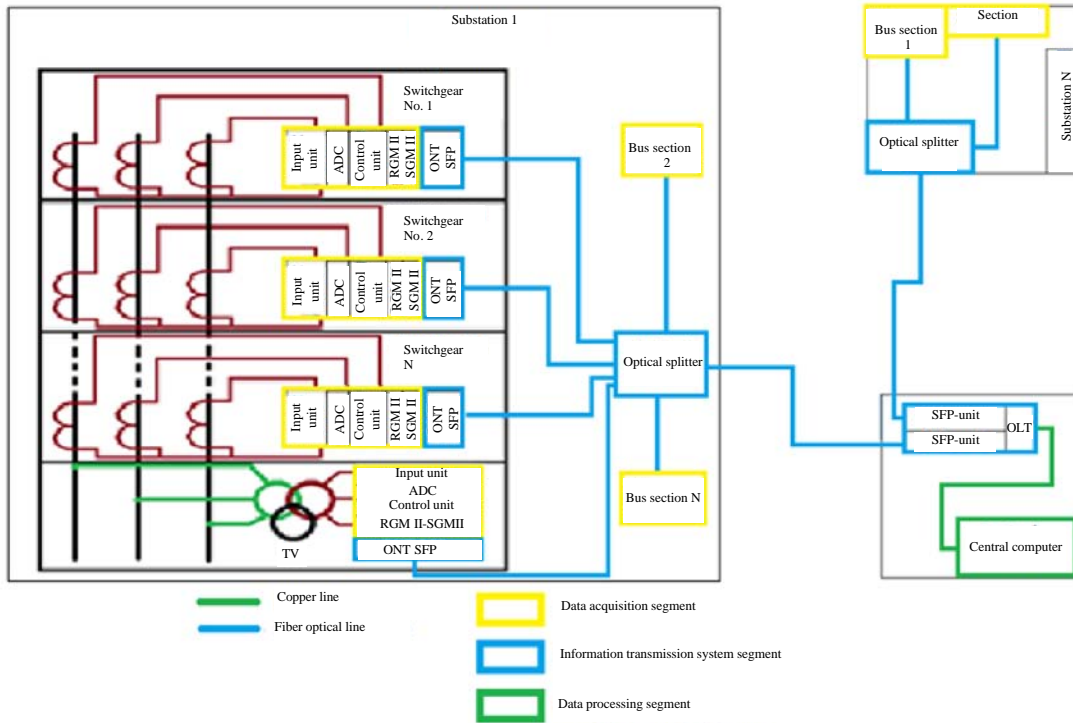 Substation 1
Switchgear
No. 1
Input
unit
ADC
Control
unit
RGM II
SGM II
ONT
SFP
Switchgear
No. 2
Input
unit
ADC
Control
unit
RGM II
SGM II
ONT
SFP
Switchgear
N
Input
unit
ADC
Control
unit
RGM II
SGM II
ONT
SFP
Input unit
ADC
Control unit
RGM II-SGMII
ONT SFP
TV
Bus section
2
Optical splitter
Bus section N
Bus section
1
Section
Substation N
Optical splitter
SFP-unit
SFP-unit
OLT
Central computer
Copper line
Fiber optical line
Data acquisition segment
Information transmission system segment
Data processing segment